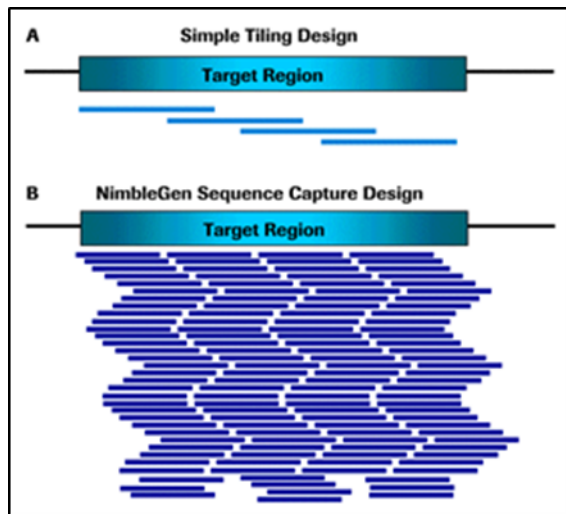 A Simple Tiling Design
Target Region
B NimbleGen Sequence Capture Design
Target Region